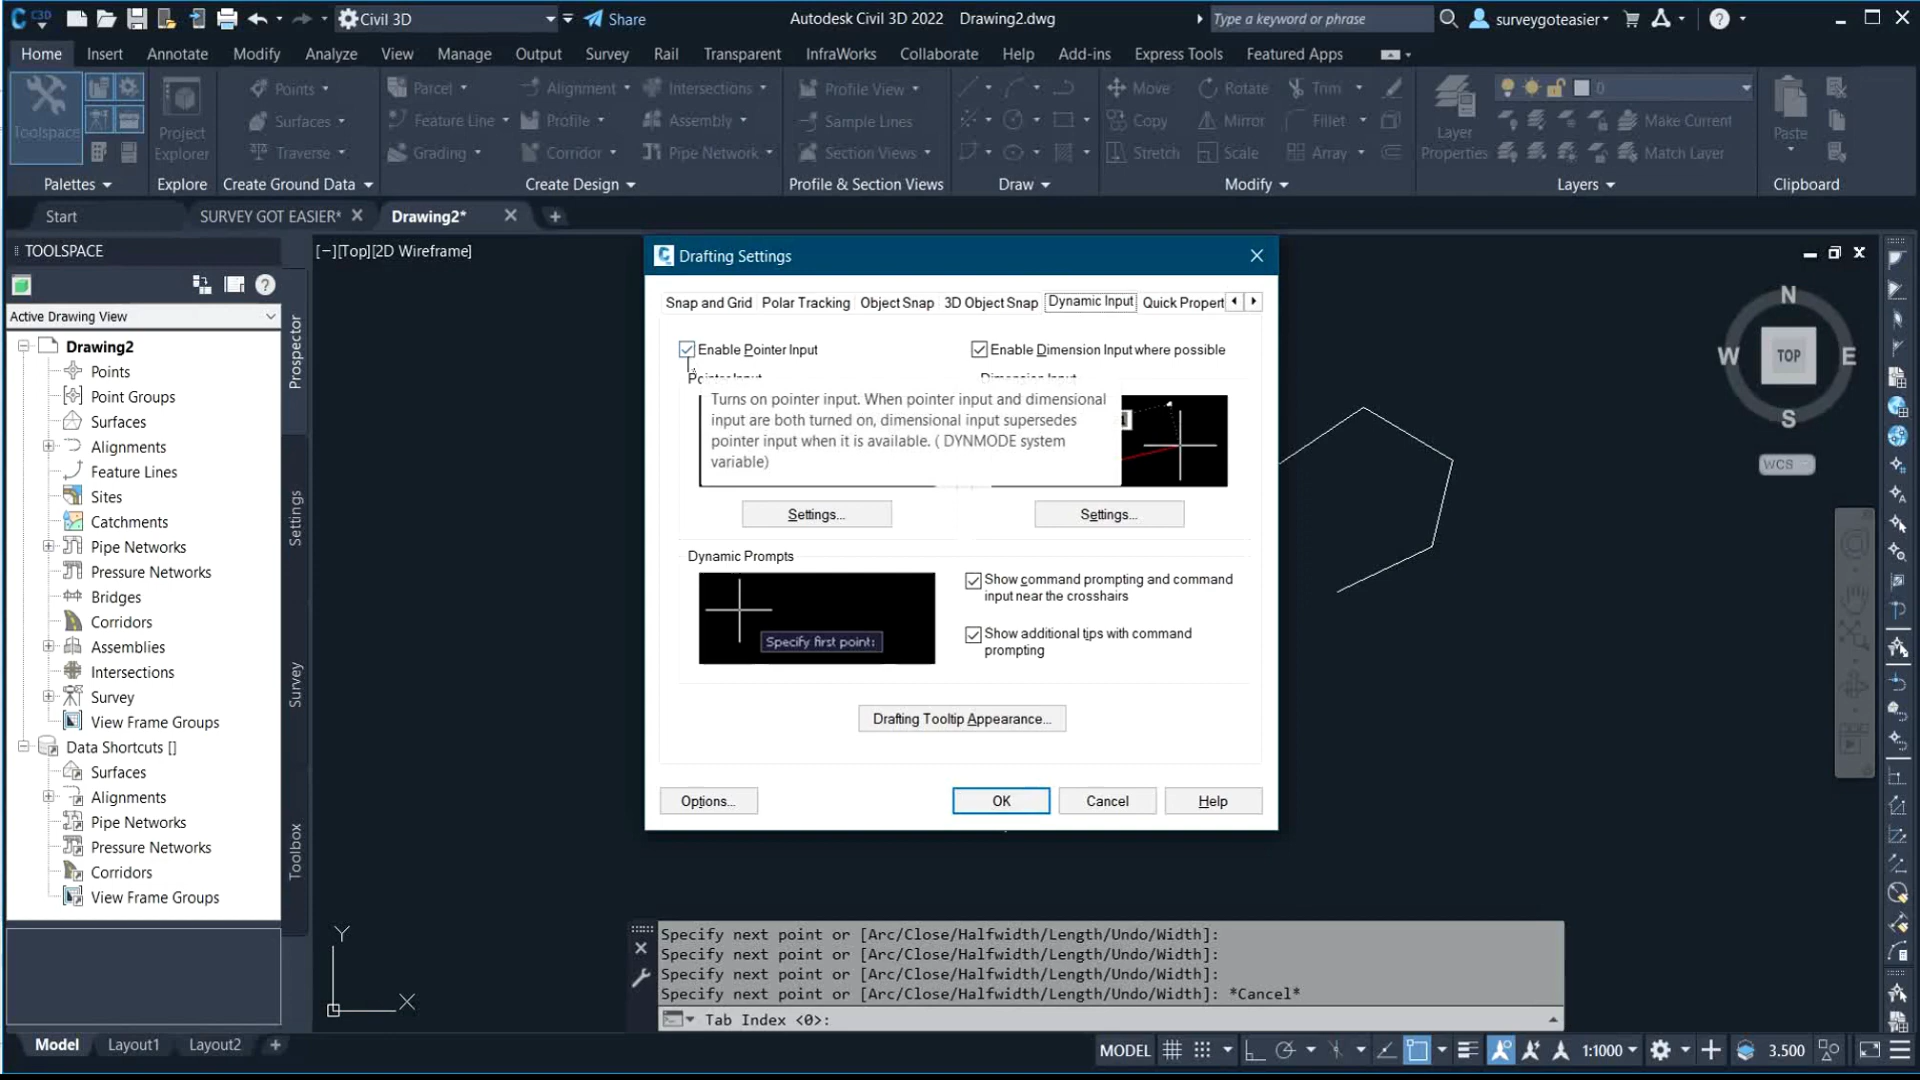 C3D
Civil 3D
Share
Autodesk Civil 3D 2022 Drawing2.dwg
Type a keyword or phrase
surveygoteasier
Home Insert Annotate Modify Analyze View Manage Output Survey Rail Transparent InfraWorks Collaborate Help Add-ins Express Tools Featured Apps
Toolspace
Project
Explorer
Points
Surfaces
Traverse
Parcel
Feature Line
Grading
Alignment
Profile
Corridor
Intersections
Assembly
Pipe Network
Profile View
Sample Lines
Section Views
Move
Copy
Stretch
Rotate
Mirror
Scale
Trim
Fillet
Array
Layer
Properties
0
Make Current
Match Layer
Paste
Palettes
Explore
Create Ground Data
Create Design
Profile & Section Views
Draw
Modify
Layers
Clipboard
Start
SURVEY GOT EASIER*
Drawing2*
TOOLSPACE
Active Drawing View
Drawing2
Points
Point Groups
Surfaces
Alignments
Feature Lines
Sites
Catchments
Pipe Networks
Pressure Networks
Bridges
Corridors
Assemblies
Intersections
Survey
View Frame Groups
Data Shortcuts []
Surfaces
Alignments
Pipe Networks
Pressure Networks
Corridors
View Frame Groups
Prospector
Settings
Survey
Toolbox
[−][Top][2D Wireframe]
Drafting Settings
Snap and Grid Polar Tracking Object Snap 3D Object Snap Dynamic Input Quick Propert
Enable Pointer Input
Enable Dimension Input where possible
Pointer Input
Dimension Input
Turns on pointer input. When pointer input and dimensional
input are both turned on, dimensional input supersedes
pointer input when it is available. ( DYNMODE system
variable)
Settings...
Settings...
Dynamic Prompts
Specify first point:
Show command prompting and command
input near the crosshairs
Show additional tips with command
prompting
Drafting Tooltip Appearance...
Options...
OK
Cancel
Help
N
W
TOP
E
S
WCS
Y
X
Specify next point or [Arc/Close/Halfwidth/Length/Undo/Width]:
Specify next point or [Arc/Close/Halfwidth/Length/Undo/Width]:
Specify next point or [Arc/Close/Halfwidth/Length/Undo/Width]:
Specify next point or [Arc/Close/Halfwidth/Length/Undo/Width]: *Cancel*
Tab Index <0>:
Model
Layout1
Layout2
MODEL
1:1000
3.500